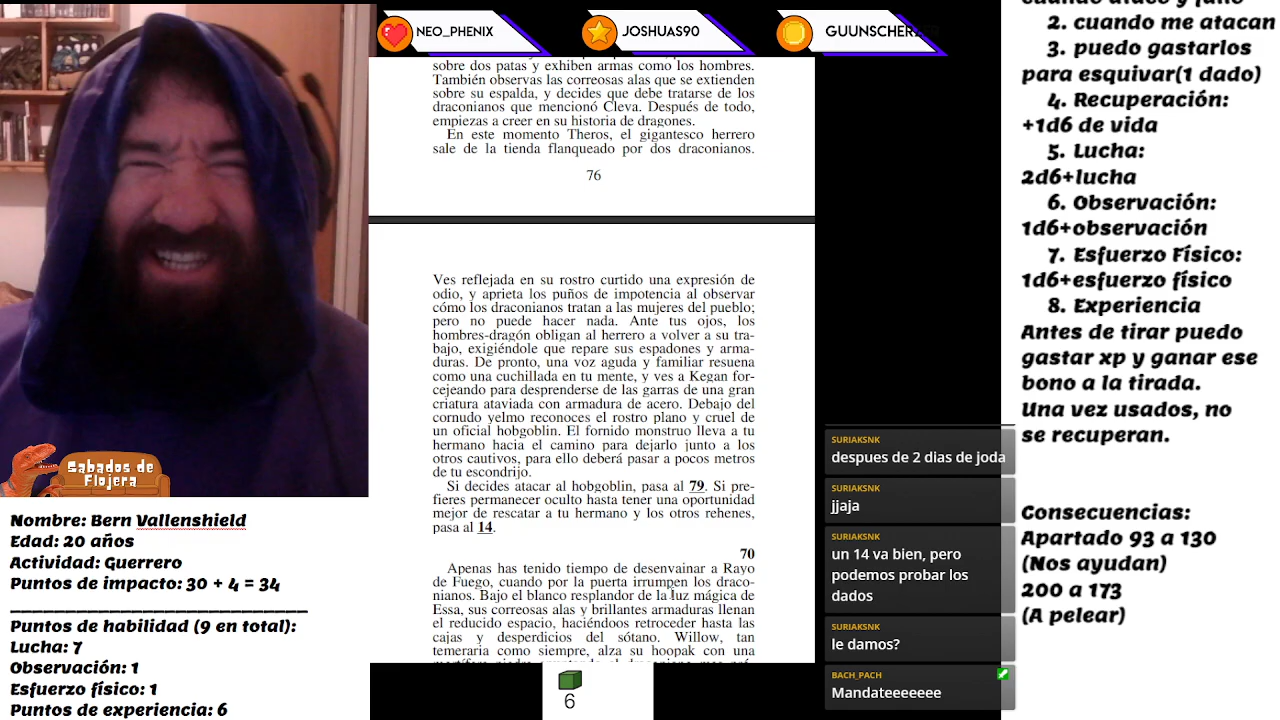 NEO_PHENIX
JOSHUAS90
sobre dos patas y exhiben armas como los hombres.
También observas las correosas alas que se extienden
sobre su espalda, y decides que debe tratarse de los
draconianos que mencionó Cleva. Después de todo,
empiezas a creer en su historia de dragones.
En este momento Theros, el gigantesco herrero
sale de la tienda flanqueado por dos draconianos.
76
Ves reflejada en su rostro curtido una expresión de
odio, y aprieta los puños de impotencia al observar
cómo los draconianos tratan a las mujeres del pueblo;
pero no puede hacer nada. Ante tus ojos, los
hombres-dragón obligan al herrero a volver a su tra-
bajo, exigiéndole que repare sus espadones y arma-
duras. De pronto, una voz aguda y familiar resuena
como una cuchillada en tu mente, y ves a Kegan for-
cejeando para desprenderse de las garras de una gran
criatura ataviada con armadura de acero. Debajo del
cornudo yelmo reconoces el rostro plano y cruel de
un oficial hobgoblin. El fornido monstruo lleva a tu
hermano hacia el camino para dejarlo junto a los
otros cautivos, para ello deberá pasar a pocos metros
de tu escondrijo.
Si decides atacar al hobgoblin, pasa al 79. Si pre-
fieres permanecer oculto hasta tener una oportunidad
mejor de rescatar a tu hermano y los otros rehenes,
pasa al 14.
70
Apenas has tenido tiempo de desenvainar a Rayo
de Fuego, cuando por la puerta irrumpen los draco-
nianos. Bajo el blanco resplandor de la luz mágica de
Essa, sus correosas alas y brillantes armaduras llenan
el reducido espacio, haciéndoos retroceder hasta las
cajas y desperdicios del sótano. Willow, tan
temeraria como siempre, alza su hoopak con una
6
Sabados de
Flojera
Nombre: Bern Vallenshield
Edad: 20 años
Actividad: Guerrero
Puntos de impacto: 30 + 4 = 34
Puntos de habilidad (9 en total):
Lucha: 7
Observación: 1
Esfuerzo físico: 1
Puntos de experiencia: 6
SURIAKSNK
despues de 2 dias de joda
SURIAKSNK
jjaja
SURIAKSNK
un 14 va bien, pero
podemos probar los
dados
SURIAKSNK
le damos?
BACH_PACH
Mandateeeeeee
cuando ataco y fallo
2. cuando me atacan
3. puedo gastarlos
para esquivar(1 dado)
4. Recuperación:
+1d6 de vida
5. Lucha:
2d6+lucha
6. Observación:
1d6+observación
7. Esfuerzo Físico:
1d6+esfuerzo físico
8. Experiencia
Antes de tirar puedo
gastar xp y ganar ese
bono a la tirada.
Una vez usados, no
se recuperan.
Consecuencias:
Apartado 93 a 130
(Nos ayudan)
200 a 173
(A pelear)